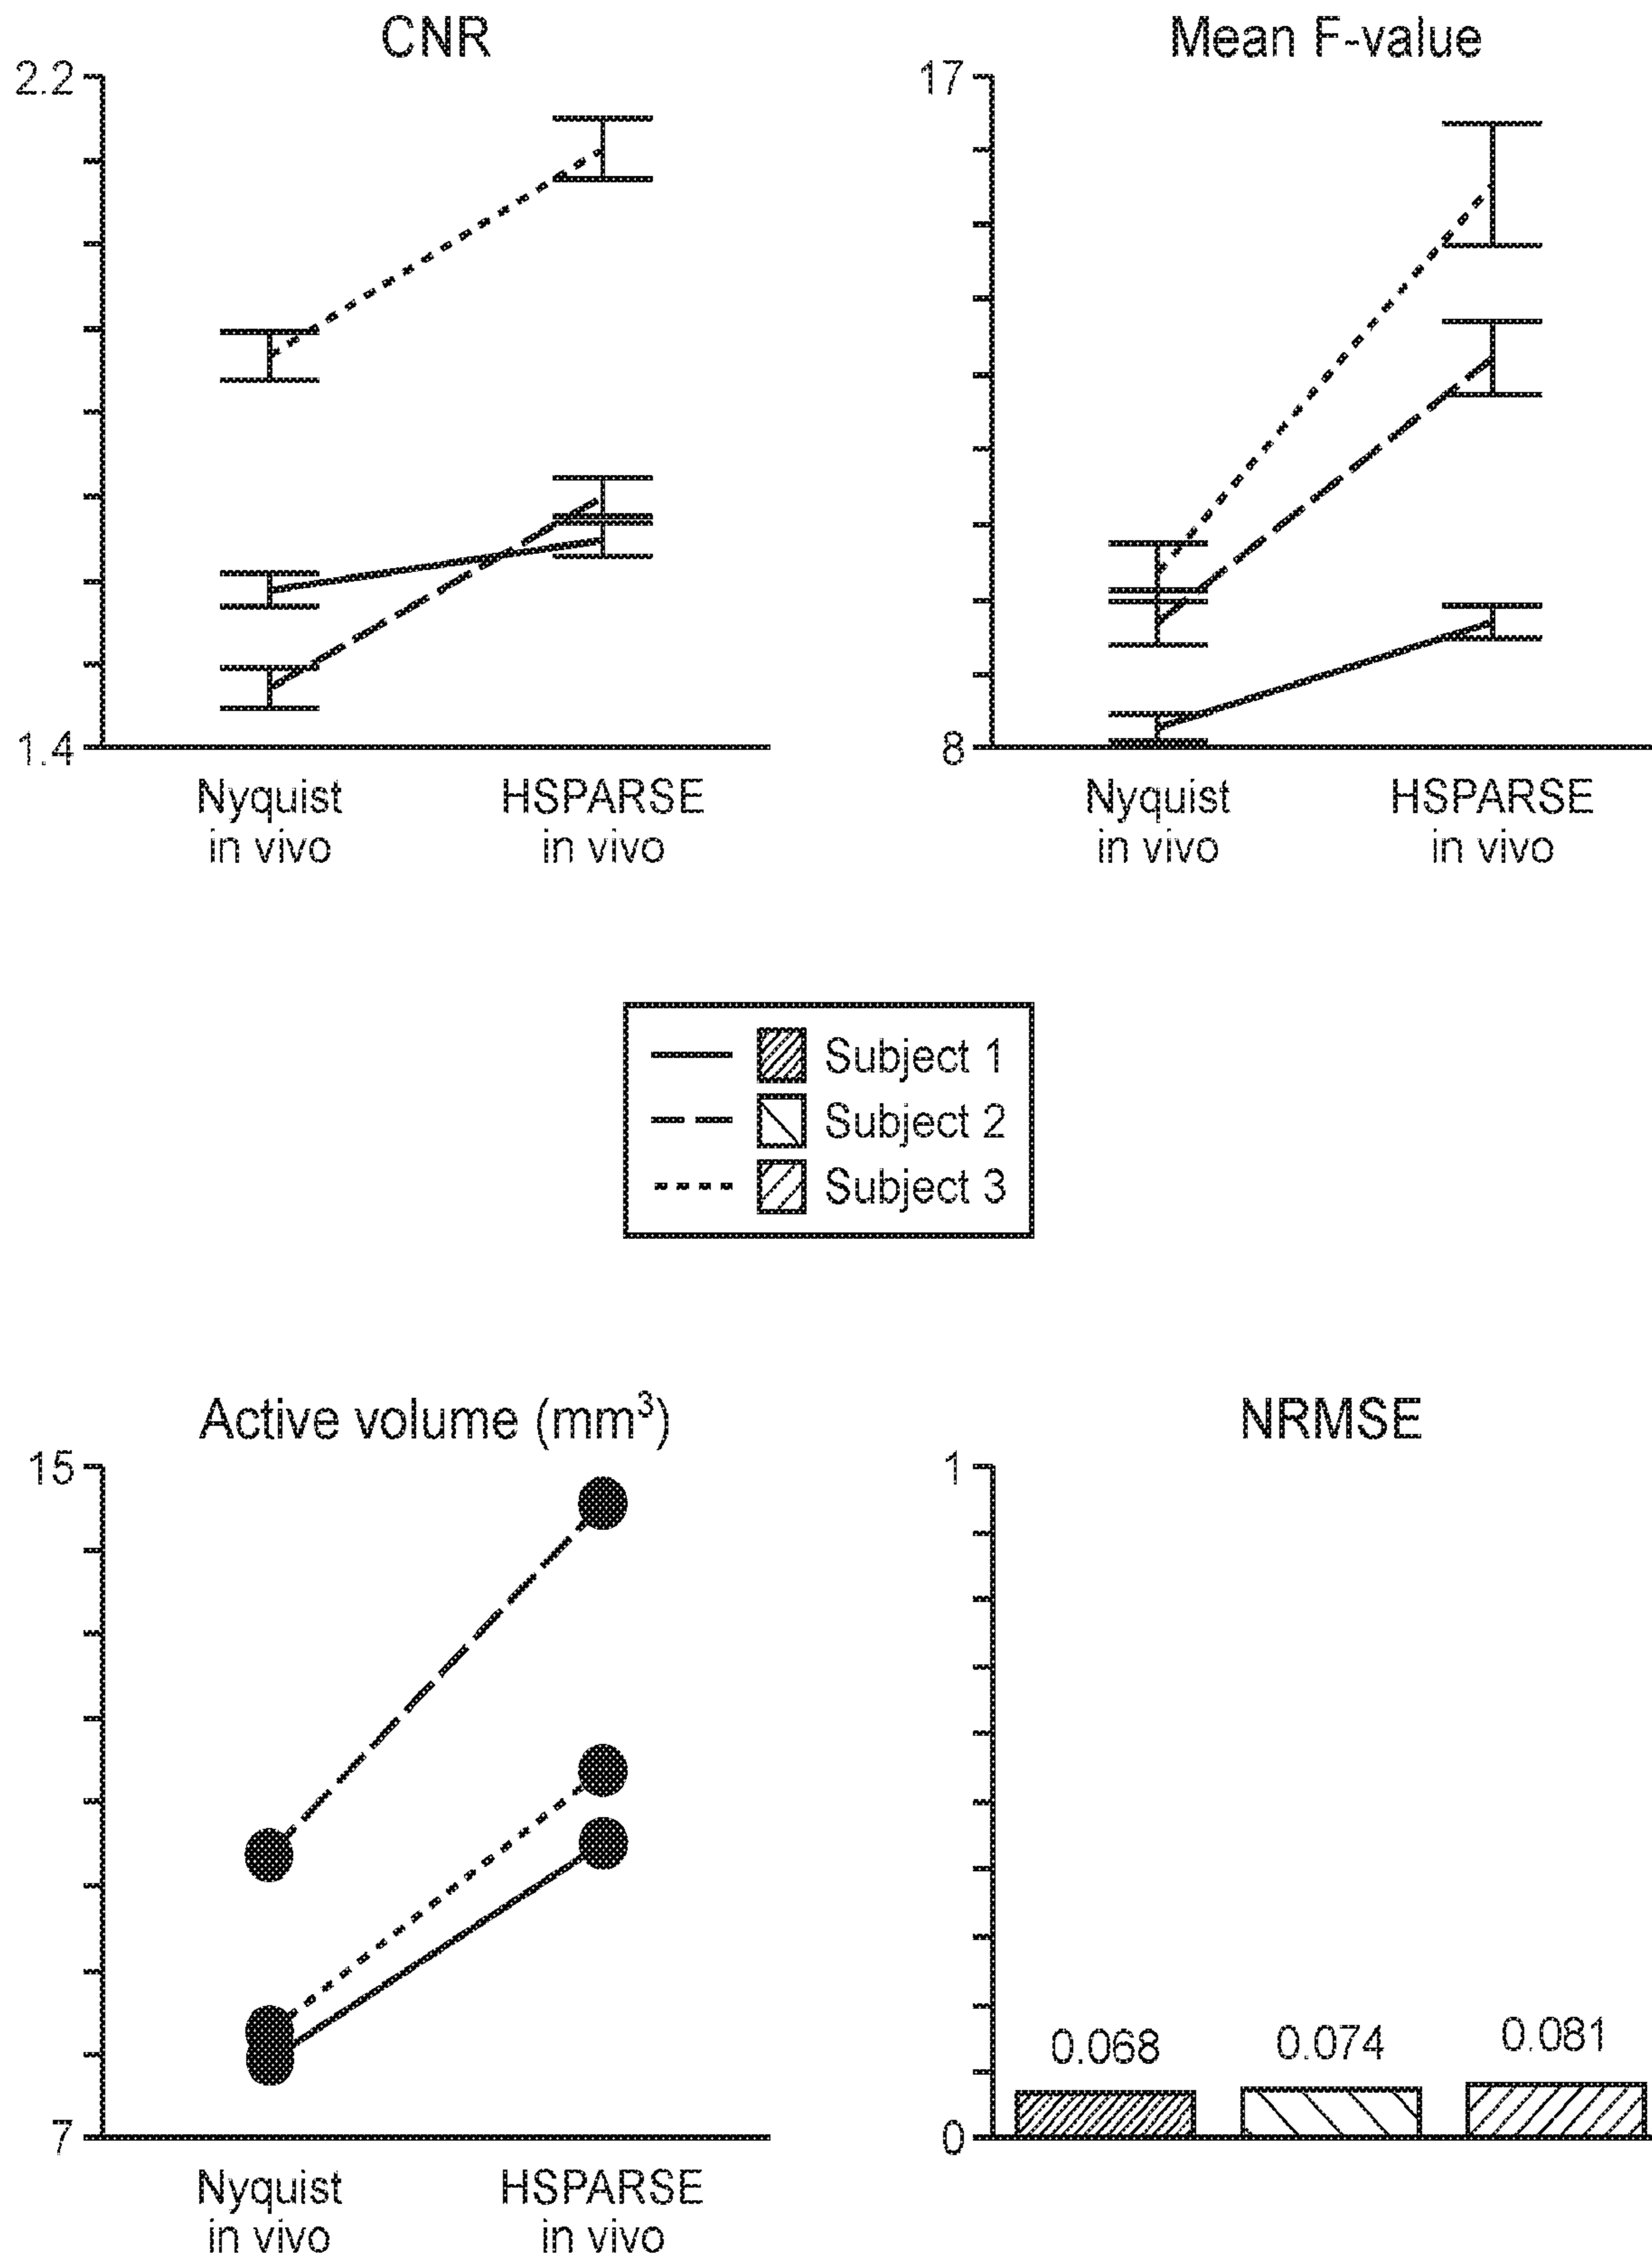 CNR
2.2
1.4
Nyquist
in vivo
HSPARSE
in vivo
Mean F-value
17
8
Nyquist
in vivo
HSPARSE
in vivo
Subject 1
Subject 2
Subject 3
Active volume (mm³)
15
7
Nyquist
in vivo
HSPARSE
in vivo
NRMSE
1
0
0.068
0.074
0.081